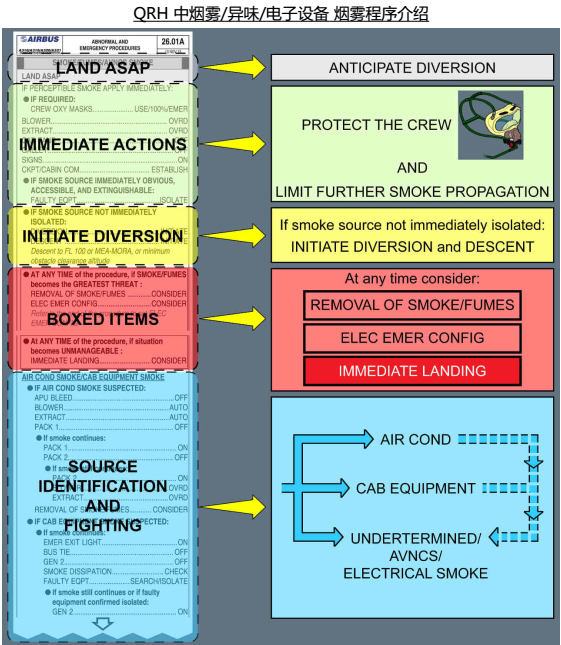 QRH 中烟雾/异味/电子设备 烟雾程序介绍
AIRBUS
ABNORMAL AND
EMERGENCY PROCEDURES
26.01A
SMOKE/FUMES/AVNCS SMOKE
LAND ASAP
LAND ASAP
ANTICIPATE DIVERSION
IF PERCEPTIBLE SMOKE APPLY IMMEDIATELY:
IF REQUIRED:
CREW OXY MASKS USE/100%/EMER
BLOWER OVRD
EXTRACT OVRD
IMMEDIATE ACTIONS
SIGNS ON
CKPT/CABIN COM ESTABLISH
IF SMOKE SOURCE IMMEDIATELY OBVIOUS,
ACCESSIBLE, AND EXTINGUISHABLE:
FAULTY EQPT ISOLATE
PROTECT THE CREW
AND
LIMIT FURTHER SMOKE PROPAGATION
IF SMOKE SOURCE NOT IMMEDIATELY
ISOLATED:
INITIATE DIVERSION
Descent to FL 100 or MEA-MORA, or minimum
obstacle clearance altitude
If smoke source not immediately isolated:
INITIATE DIVERSION and DESCENT
AT ANY TIME of the procedure, if SMOKE/FUMES
becomes the GREATEST THREAT :
REMOVAL OF SMOKE/FUMES CONSIDER
ELEC EMER CONFIG CONSIDER
BOXED ITEMS
AT ANY TIME of the procedure, if situation
becomes UNMANAGEABLE :
IMMEDIATE LANDING CONSIDER
At any time consider:
REMOVAL OF SMOKE/FUMES
ELEC EMER CONFIG
IMMEDIATE LANDING
AIR COND SMOKE/CAB EQUIPMENT SMOKE
IF AIR COND SMOKE SUSPECTED:
APU BLEED OFF
BLOWER AUTO
EXTRACT AUTO
PACK 1 OFF
If smoke continues:
PACK 1 ON
PACK 2 OFF
SOURCE
IDENTIFICATION
AND
FIGHTING
OVRD
EXTRACT OVRD
REMOVAL OF SMOKE/FUMES CONSIDER
IF CAB EQUIPMENT SMOKE SUSPECTED:
If smoke continues:
EMER EXIT LIGHT ON
BUS TIE OFF
GEN 2 OFF
SMOKE DISSIPATION CHECK
FAULTY EQPT SEARCH/ISOLATE
If smoke still continues or if faulty
equipment confirmed isolated:
GEN 2 ON
AIR COND
CAB EQUIPMENT
UNDERTERMINED/
AVNCS/
ELECTRICAL SMOKE